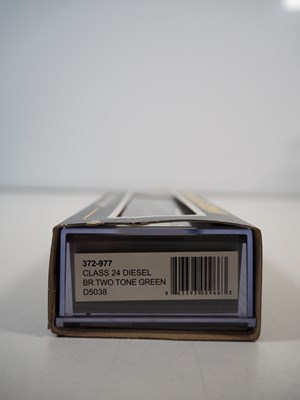 372-977
CLASS 24 DIESEL
BR TWO TONE GREEN
D5038